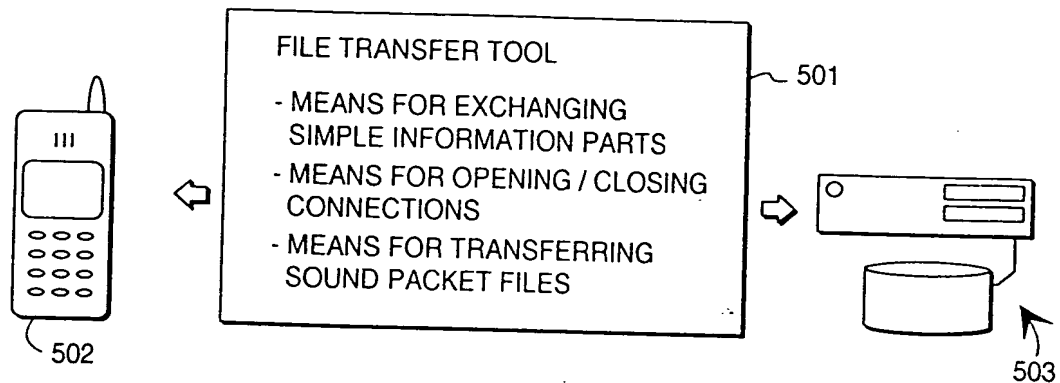 FILE TRANSFER TOOL
- MEANS FOR EXCHANGING
SIMPLE INFORMATION PARTS
- MEANS FOR OPENING / CLOSING
CONNECTIONS
- MEANS FOR TRANSFERRING
SOUND PACKET FILES
501
502
503